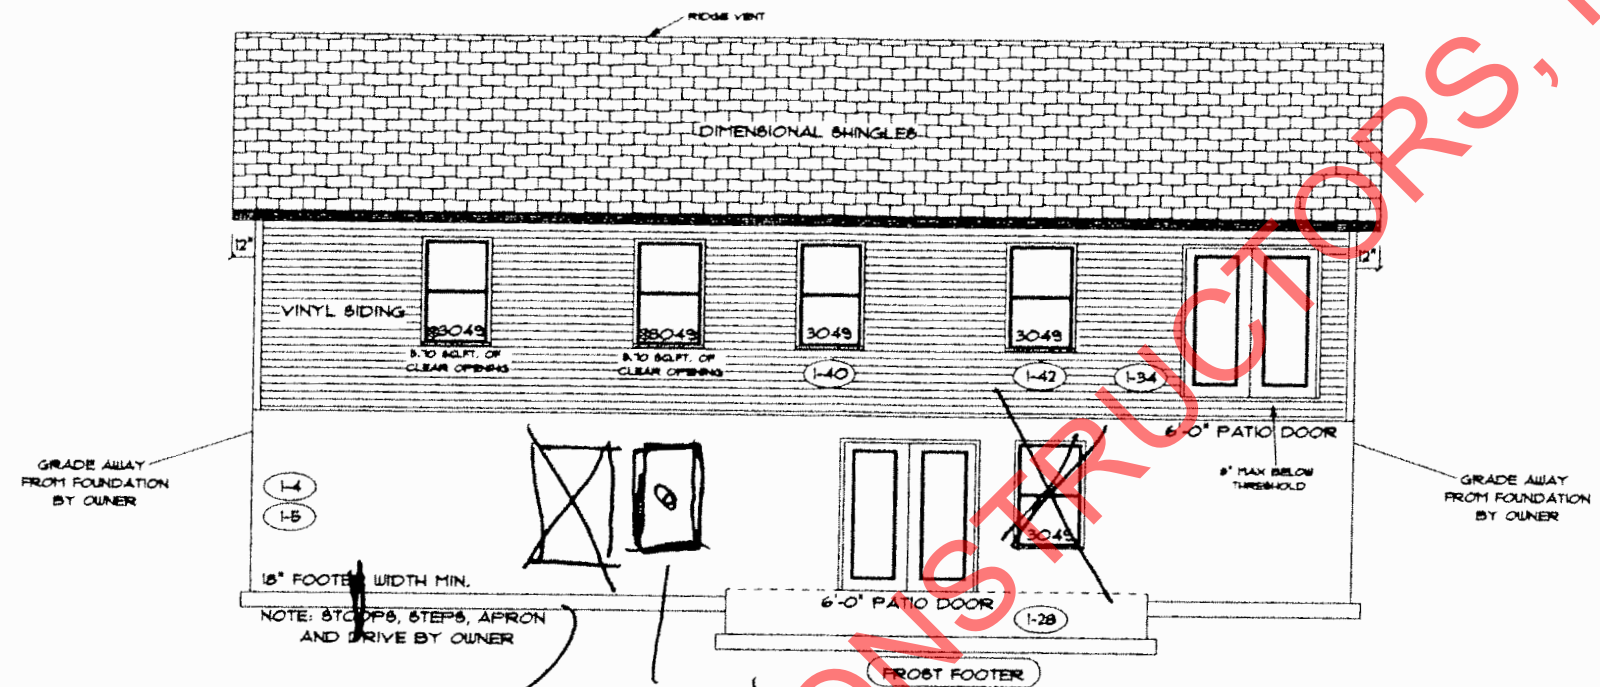 RIDGE VENT
DIMENSIONAL SHINGLES
12"
12"
VINYL SIDING
3049
3049
3049
3049
5.70 SQ.FT. OF
CLEAR OPENING
5.70 SQ.FT. OF
CLEAR OPENING
1-40
1-42
1-34
6'-0" PATIO DOOR
8" MAX BELOW
THRESHOLD
GRADE AWAY
FROM FOUNDATION
BY OWNER
1-4
1-5
3049
GRADE AWAY
FROM FOUNDATION
BY OWNER
18" FOOTER WIDTH MIN.
NOTE: STOOPS, STEPS, APRON
AND DRIVE BY OWNER
6'-0" PATIO DOOR
1-28
FROST FOOTER
ONSTRUCTORS,